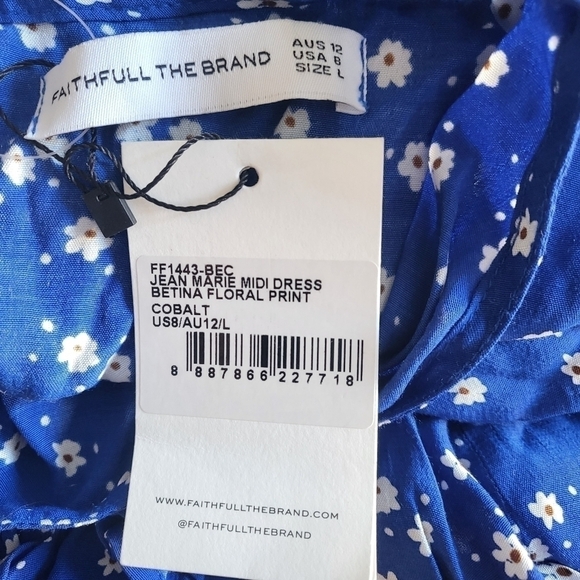 FAITHFULL THE BRAND
AUS 12
USA 8
SIZE L
FF1443-BEC
JEAN MARIE MIDI DRESS
BETINA FLORAL PRINT
COBALT
US8/AU12/L
8 887866 227718
WWW.FAITHFULLTHEBRAND.COM
@FAITHFULLTHEBRAND